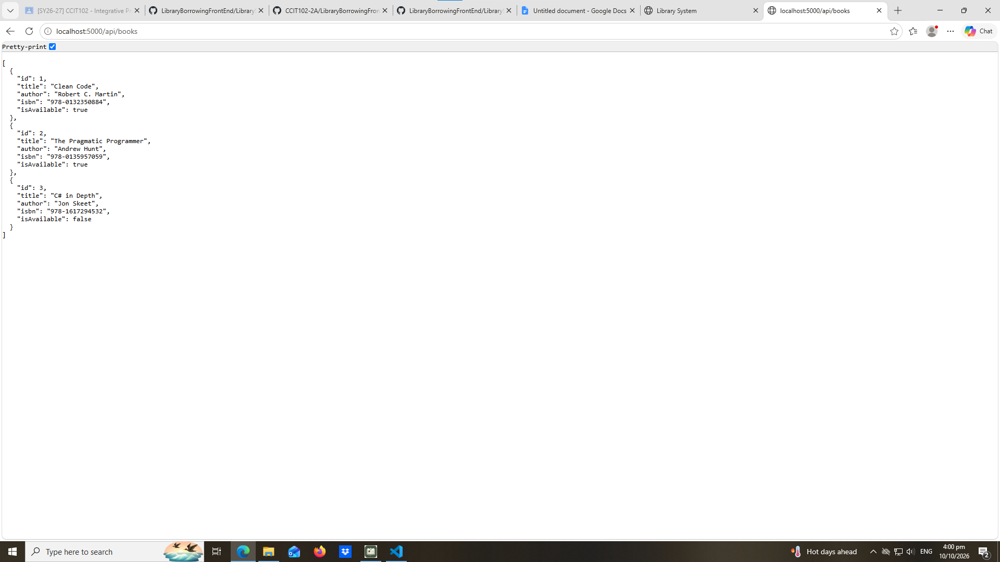 [SY26-27] CCIT102 - Integrative Pr
LibraryBorrowingFrontEnd/Library
CCIT102-2A/LibraryBorrowingFron
LibraryBorrowingFrontEnd/Library
Untitled document - Google Docs
Library System
localhost:5000/api/books
localhost:5000/api/books
Chat
Pretty-print
[
  {
    "id": 1,
    "title": "Clean Code",
    "author": "Robert C. Martin",
    "isbn": "978-0132350884",
    "isAvailable": true
  },
  {
    "id": 2,
    "title": "The Pragmatic Programmer",
    "author": "Andrew Hunt",
    "isbn": "978-0135957059",
    "isAvailable": true
  },
  {
    "id": 3,
    "title": "C# in Depth",
    "author": "Jon Skeet",
    "isbn": "978-1617294532",
    "isAvailable": false
  }
]
Type here to search
Hot days ahead
ENG
4:00 pm
10/10/2026
2